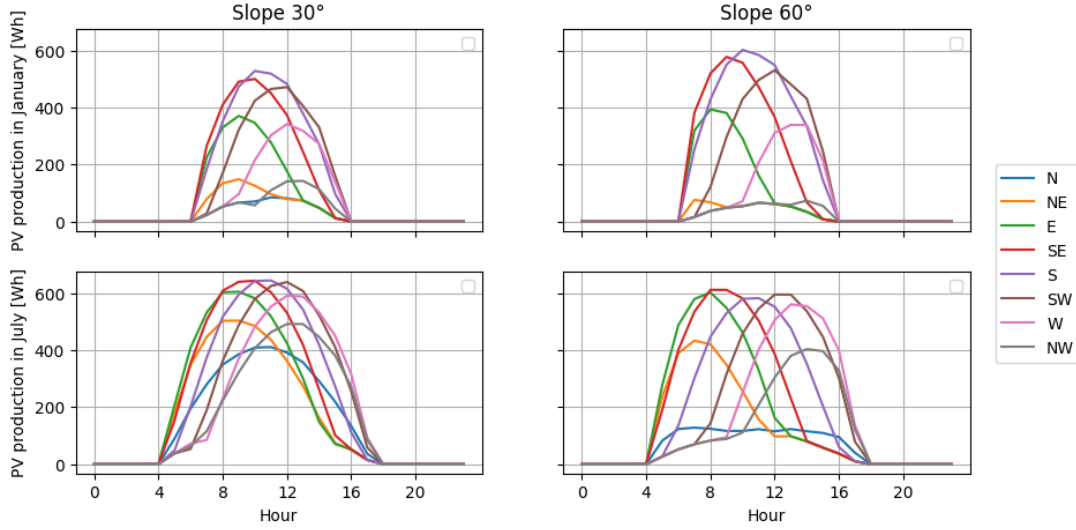 Slope 30°
Slope 60°
PV production in January [Wh]
600
400
200
0
N
NE
E
SE
S
SW
W
NW
PV production in July [Wh]
600
400
200
0
0 4 8 12 16 20
0 4 8 12 16 20
Hour
Hour